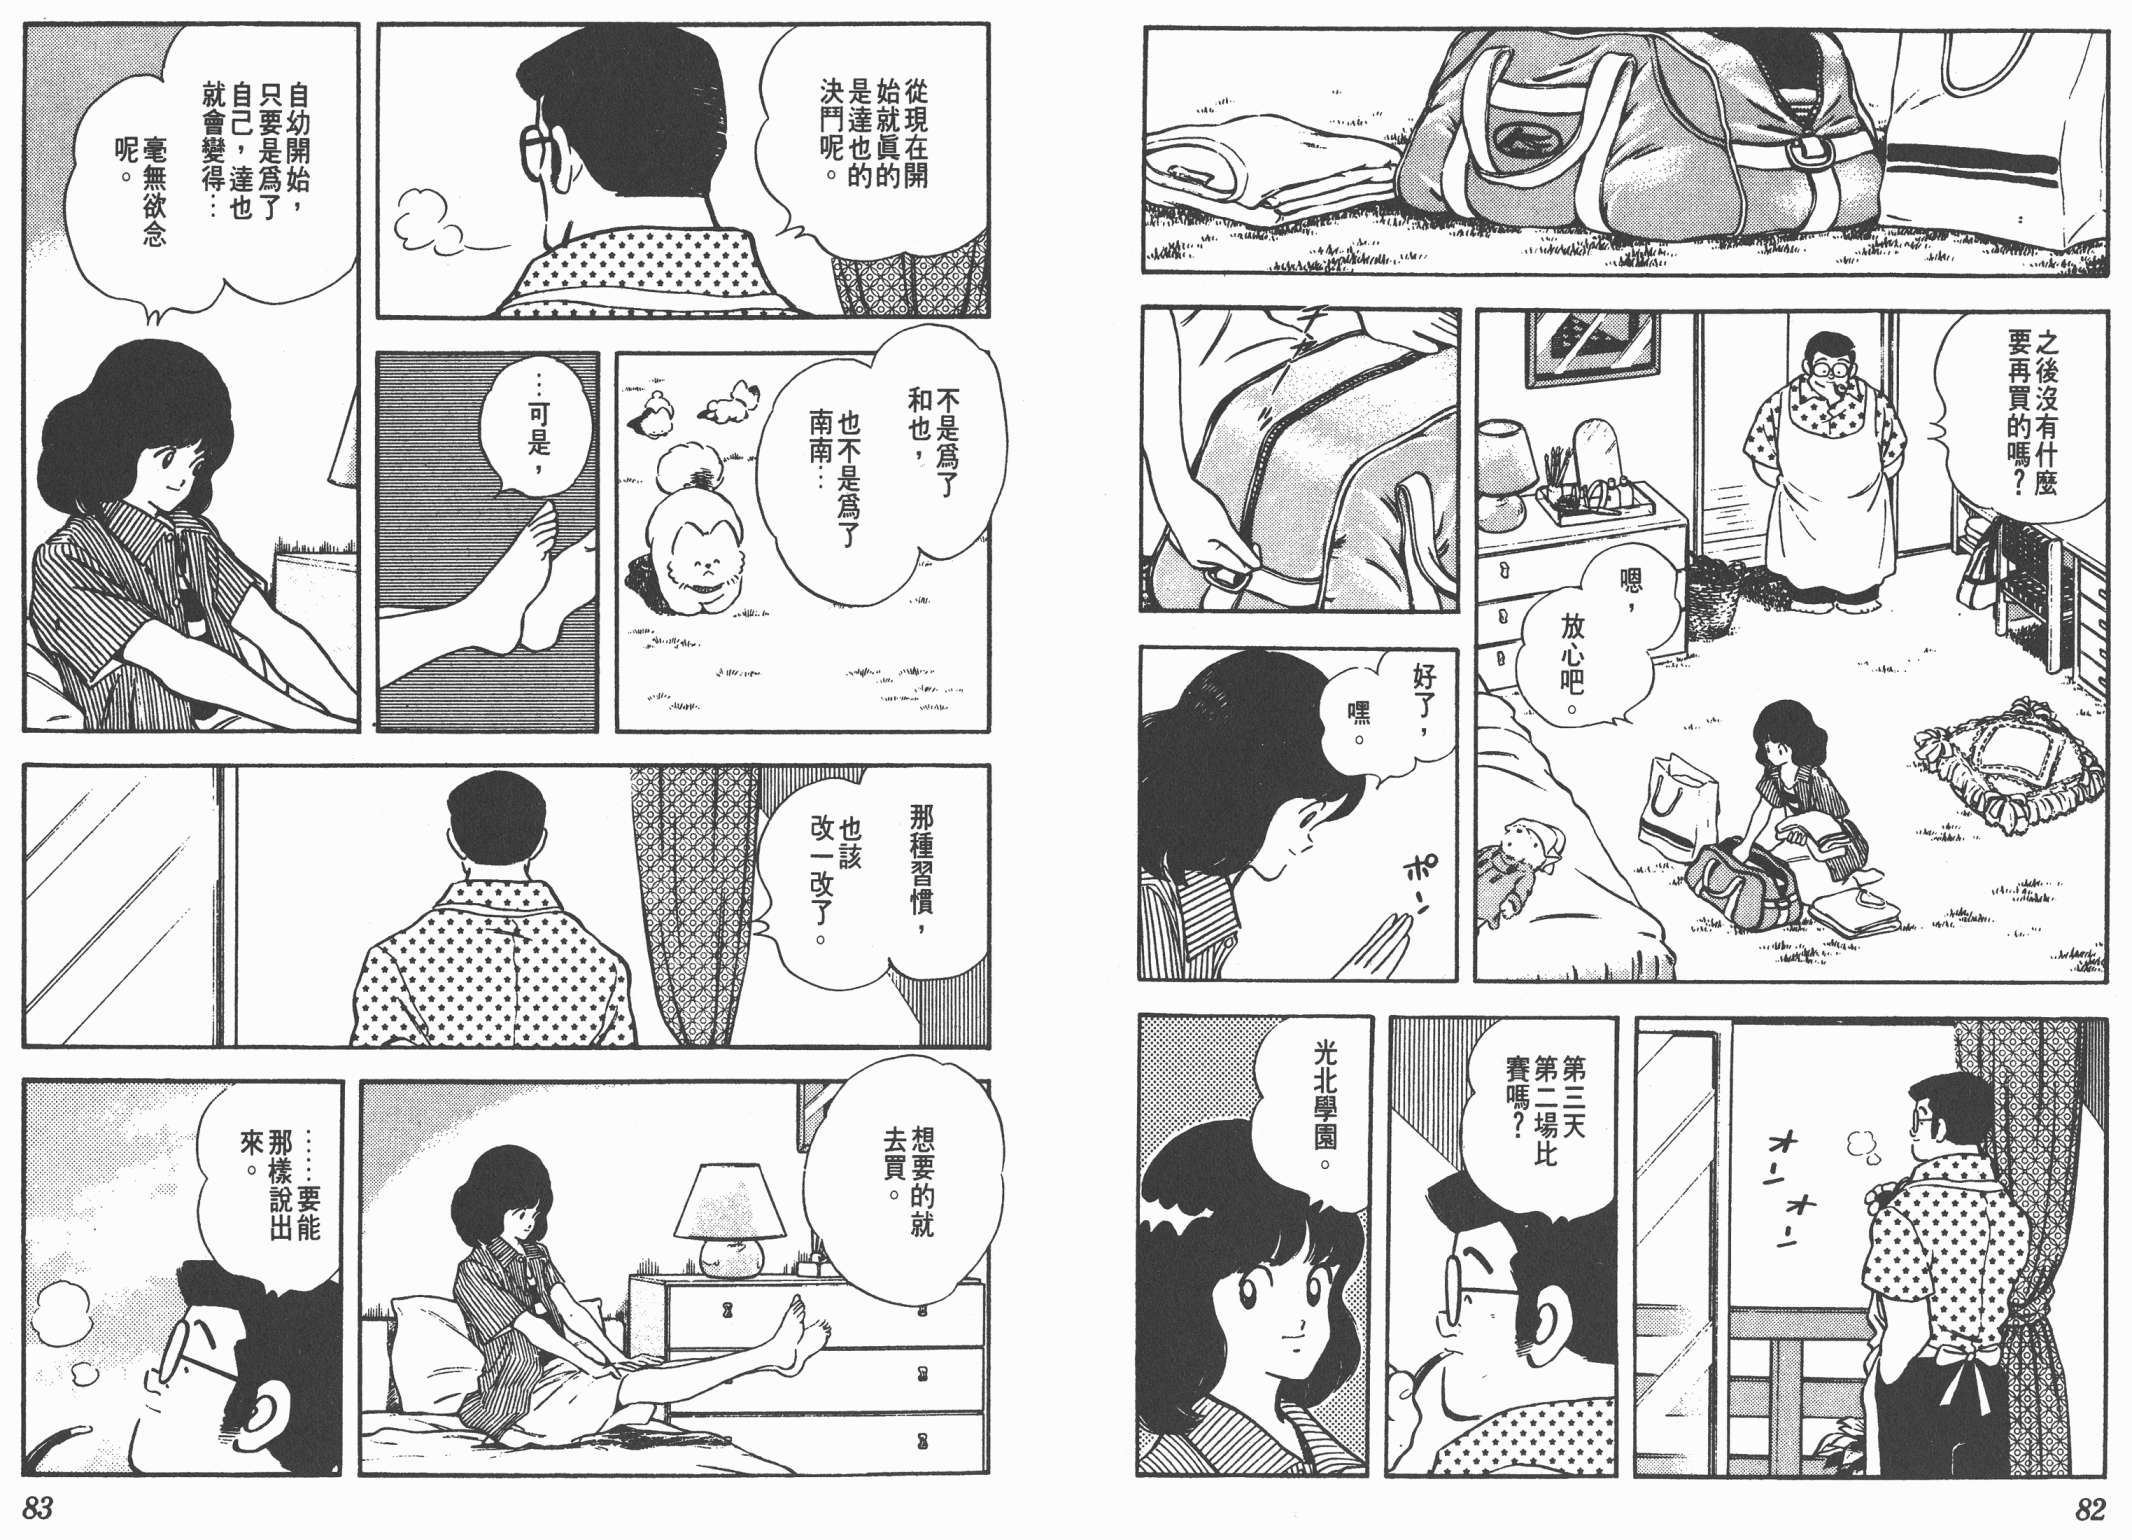 之後沒有什麼
要再買的嗎?
嗯，
放心吧。
好了，
嘿。
ポン
オー
オー
第三天
第二場比
賽嗎?
光北學園。
82
從現在開
始就真的
是達也的
決鬥呢。
不是為了
和也，
也不是為了
南南…
…可是，
自幼開始，
只要是為了
自己，達也
就會變得…
毫無欲念
呢。
那種習慣，
也該
改一改了。
想要的就
去買。
……要能
那樣說出
來。
83